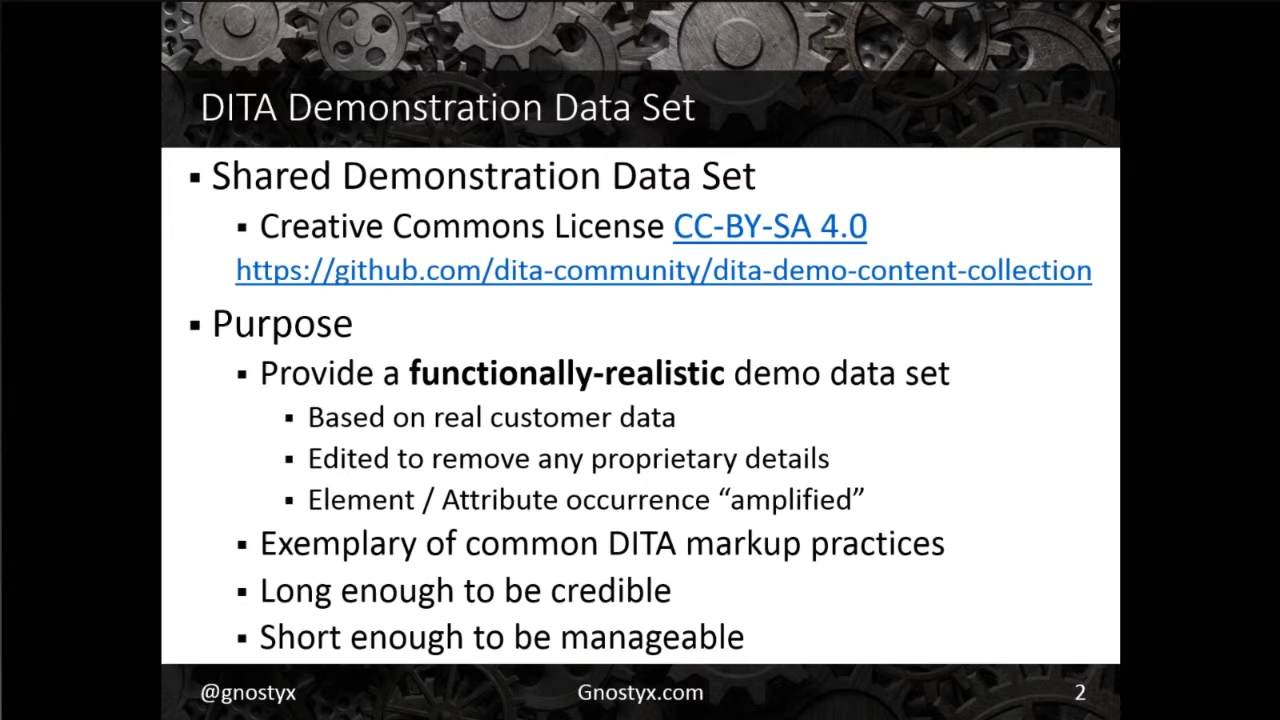 DITA Demonstration Data Set
▪ Shared Demonstration Data Set
▪ Creative Commons License CC-BY-SA 4.0
https://github.com/dita-community/dita-demo-content-collection
▪ Purpose
▪ Provide a functionally-realistic demo data set
▪ Based on real customer data
▪ Edited to remove any proprietary details
▪ Element / Attribute occurrence “amplified”
▪ Exemplary of common DITA markup practices
▪ Long enough to be credible
▪ Short enough to be manageable
@gnostyx Gnostyx.com 2